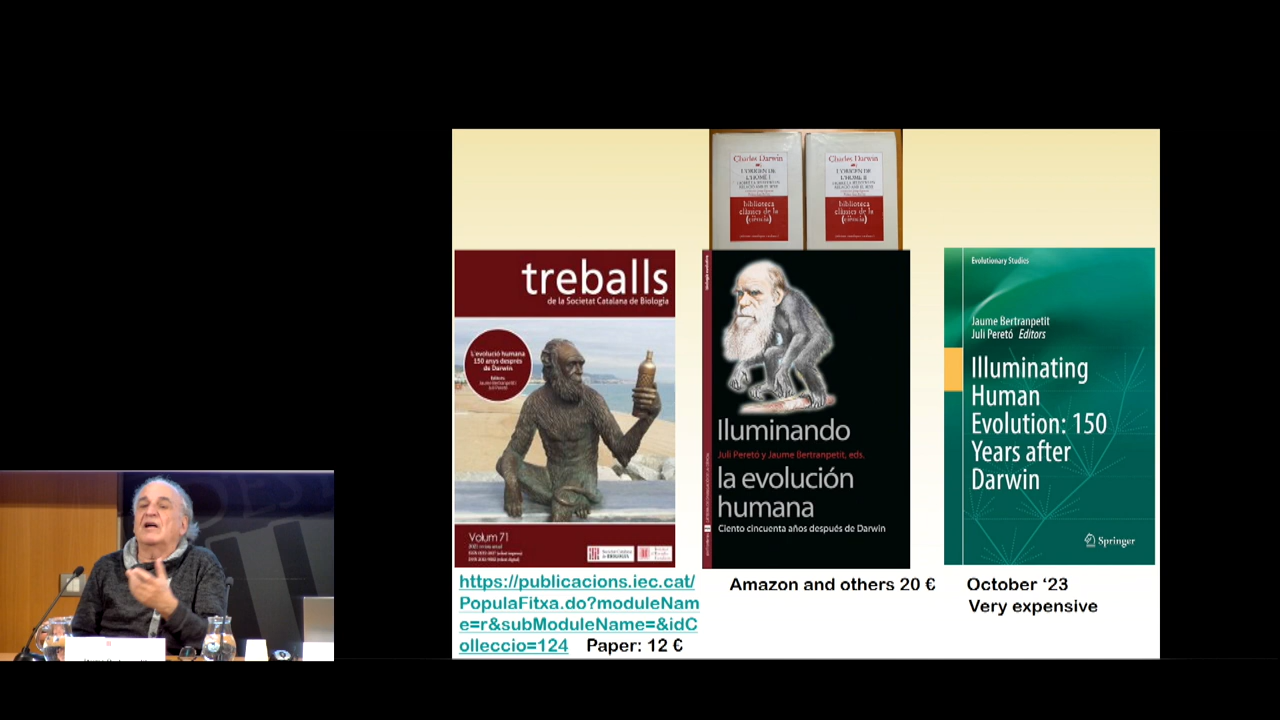 Charles Darwin
L'ORIGEN DE
L'HOME I
biblioteca
clàssics de la
(ciència)
Charles Darwin
L'ORIGEN DE
L'HOME II
biblioteca
clàssics de la
(ciència)
treballs
de la Societat Catalana de Biologia
L'evolució humana
150 anys després
de Darwin
Editors
Volum 71
Societat Catalana
de BIOLOGIA
Iluminando
Juli Peretó y Jaume Bertranpetit, eds.
la evolución
humana
Ciento cincuenta años después de Darwin
Evolutionary Studies
Jaume Bertranpetit
Juli Peretó Editors
Illuminating
Human
Evolution: 150
Years after
Darwin
Springer
https://publicacions.iec.cat/
PopulaFitxa.do?moduleNam
e=r&subModuleName=&idC
olleccio=124 Paper: 12 €
Amazon and others 20 €
October ‘23
Very expensive